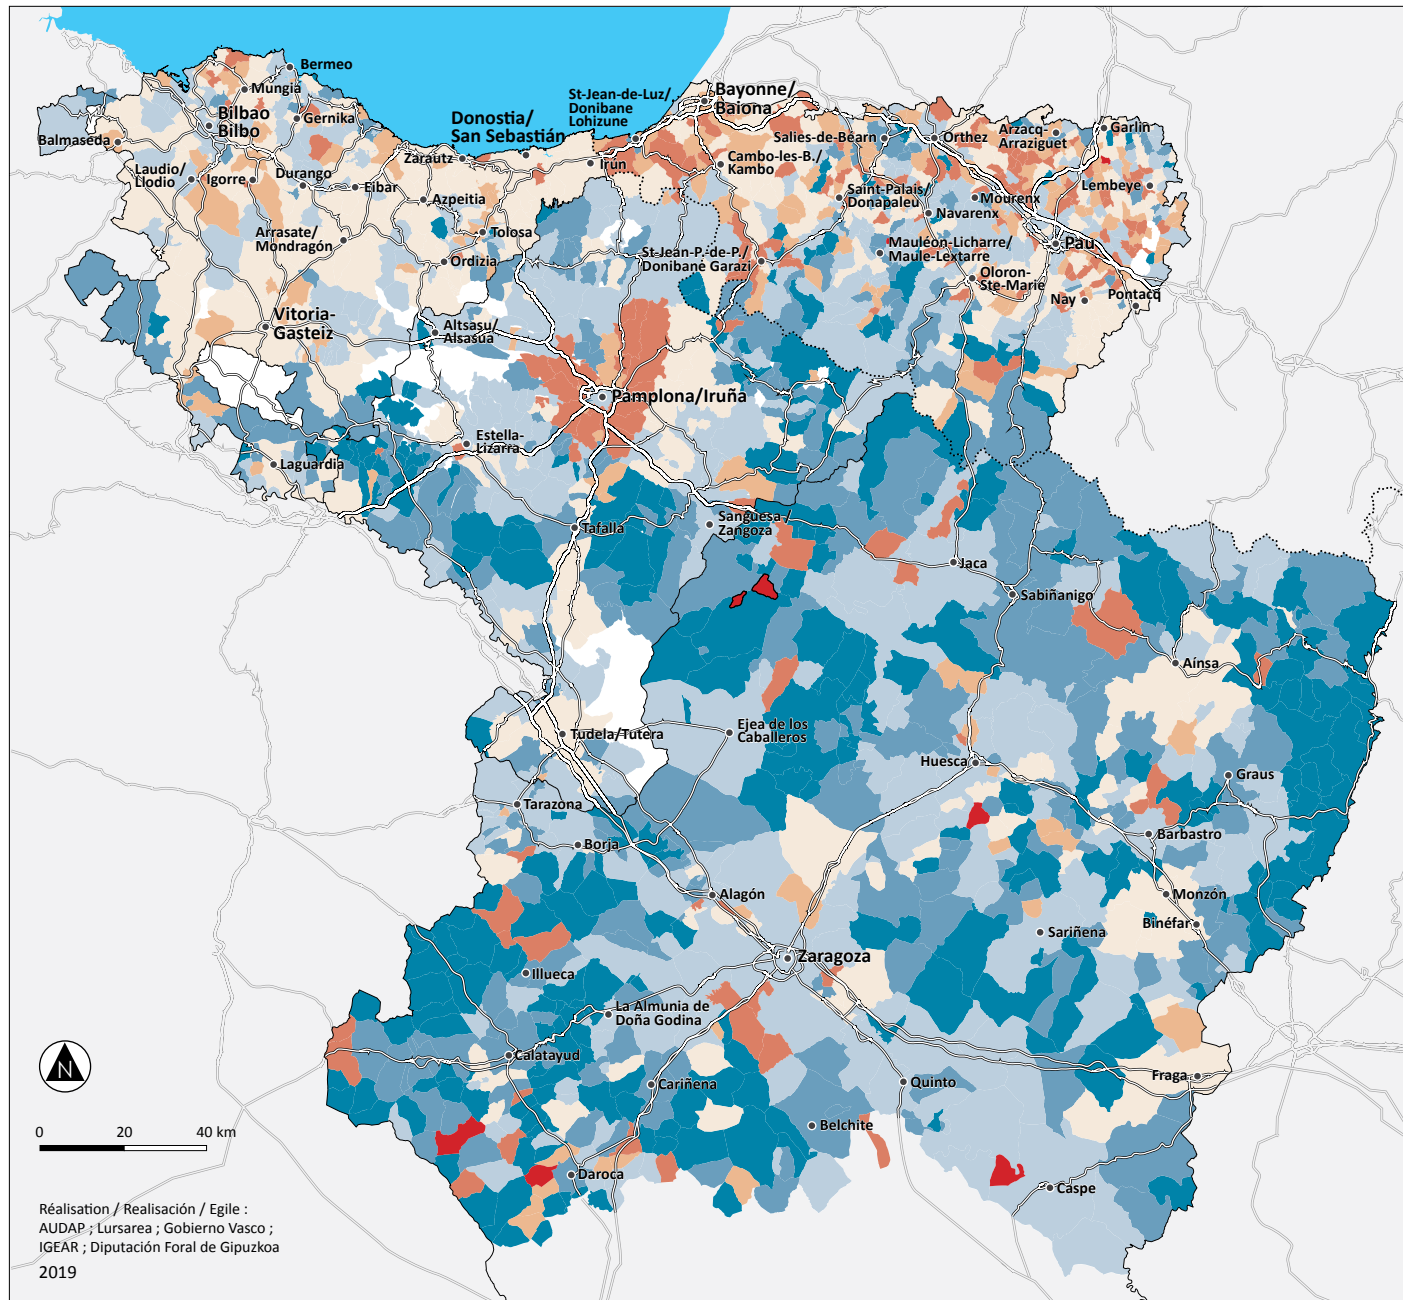 Bermeo
Mungia
Bilbao
Bilbo
Gernika
Balmaseda
Laudio/
Llodio
Igorre
Durango
Eibar
Zarautz
Donostia/
San Sebastián
St-Jean-de-Luz/
Donibane
Lohizune
Irun
Bayonne/
Baiona
Cambo-les-B./
Kambo
Salies-de-Béarn
Orthez
Arzacq-
Arraziguet
Garlin
Lembeye
Azpeitia
Arrasate/
Mondragón
Tolosa
Ordizia
Saint-Palais/
Donapaleu
Mourenx
Navarenx
Mauléon-Licharre/
Maule-Lextarre
Pau
St-Jean-P.-de-P./
Donibane Garazi
Oloron-
Ste-Marie
Nay
Pontacq
Vitoria-
Gasteiz
Altsasu/
Alsasua
Pamplona/Iruña
Estella-
Lizarra
Laguardia
Tafalla
Sangüesa /
Zangoza
Jaca
Sabiñanigo
Aínsa
Tudela/Tutera
Ejea de los
Caballeros
Huesca
Graus
Tarazona
Borja
Barbastro
Alagón
Monzón
Binéfar
Sariñena
Zaragoza
Illueca
La Almunia de
Doña Godina
Calatayud
Cariñena
Quinto
Fraga
Belchite
Daroca
Caspe
N
0 20 40 km
Réalisation / Realisación / Egile :
AUDAP ; Lursarea ; Gobierno Vasco ;
IGEAR ; Diputación Foral de Gipuzkoa
2019